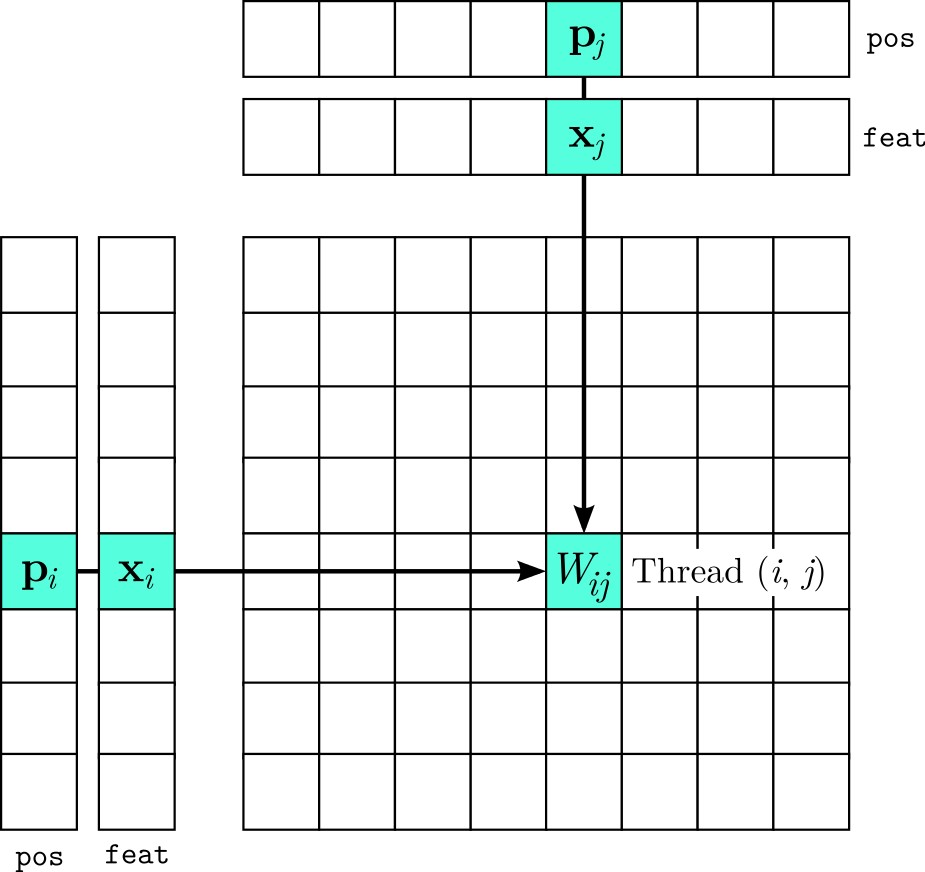 p_j pos
x_j feat
p_i x_i W_ij Thread (i, j)
pos feat